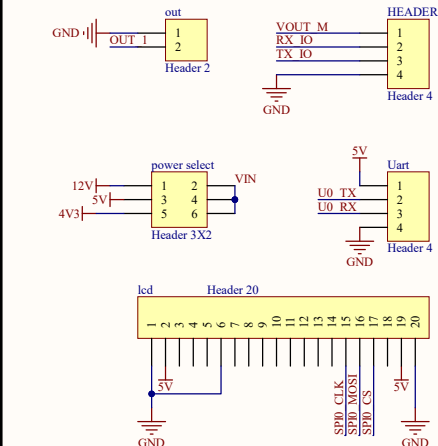 out
GND
1
OUT_1
2
Header 2
HEADER
VOUT_M
1
RX_IO
2
TX_IO
3
4
GND
Header 4
power select
12V
1
2
VIN
5V
3
4
4V3
5
6
Header 3X2
5V
Uart
1
U0_TX
2
U0_RX
3
4
GND
Header 4
lcd
Header 20
1 2 3 4 5 6 7 8 9 10 11 12 13 14 15 16 17 18 19 20
5V
SPI0_CLK
SPI0_MOSI
SPI0_CS
5V
GND
GND